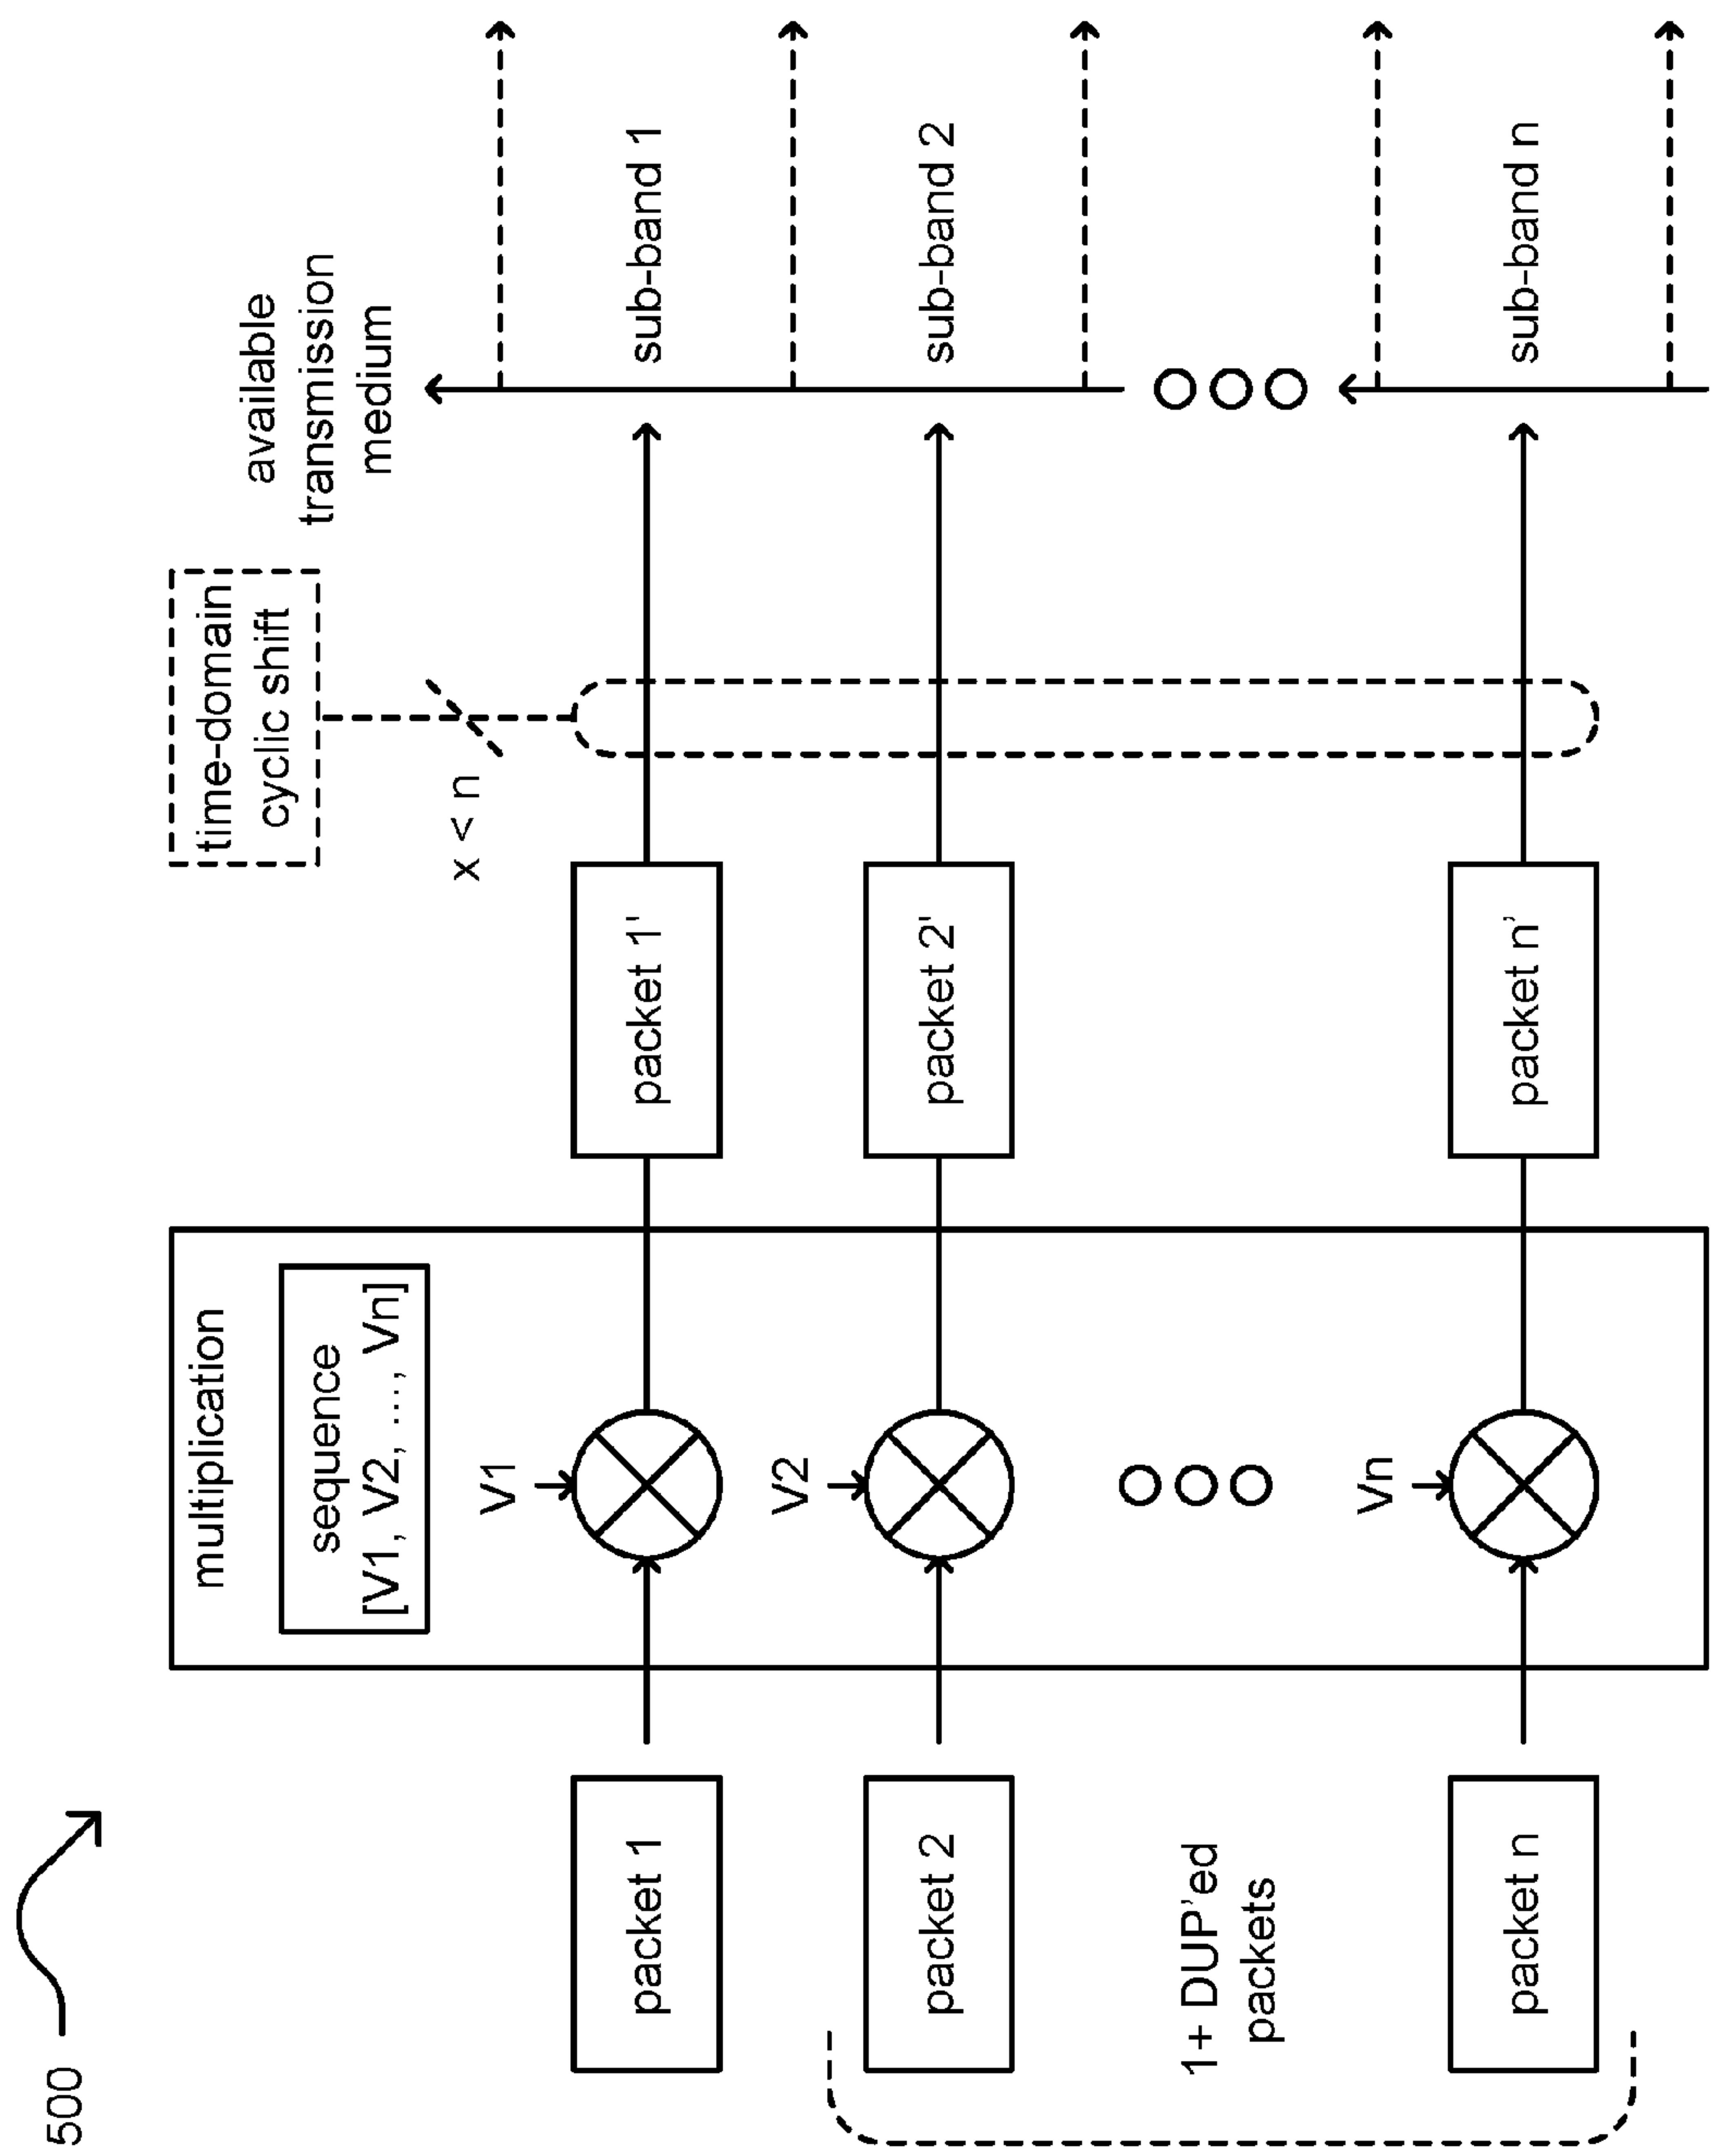 500
multiplication
time-domain
cyclic shift
available
transmission
medium
sequence
[V1, V2, …, Vn]
x < n
packet 1
V1
packet 1'
sub-band 1
packet 2
V2
packet 2'
sub-band 2
1+ DUP'ed
packets
packet n
Vn
packet n’
sub-band n